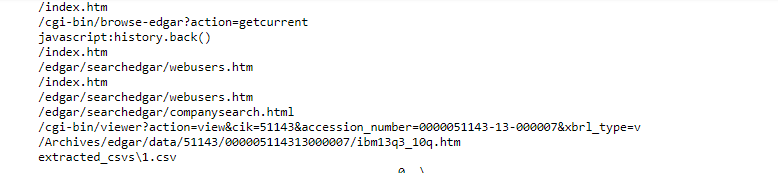 /index.htm
/cgi-bin/browse-edgar?action=getcurrent
javascript:history.back()
/index.htm
/edgar/searchedgar/webusers.htm
/index.htm
/edgar/searchedgar/webusers.htm
/edgar/searchedgar/companysearch.html
/cgi-bin/viewer?action=view&cik=51143&accession_number=0000051143-13-000007&xbrl_type=v
/Archives/edgar/data/51143/000005114313000007/ibm13q3_10q.htm
extracted_csvs\1.csv
0 \